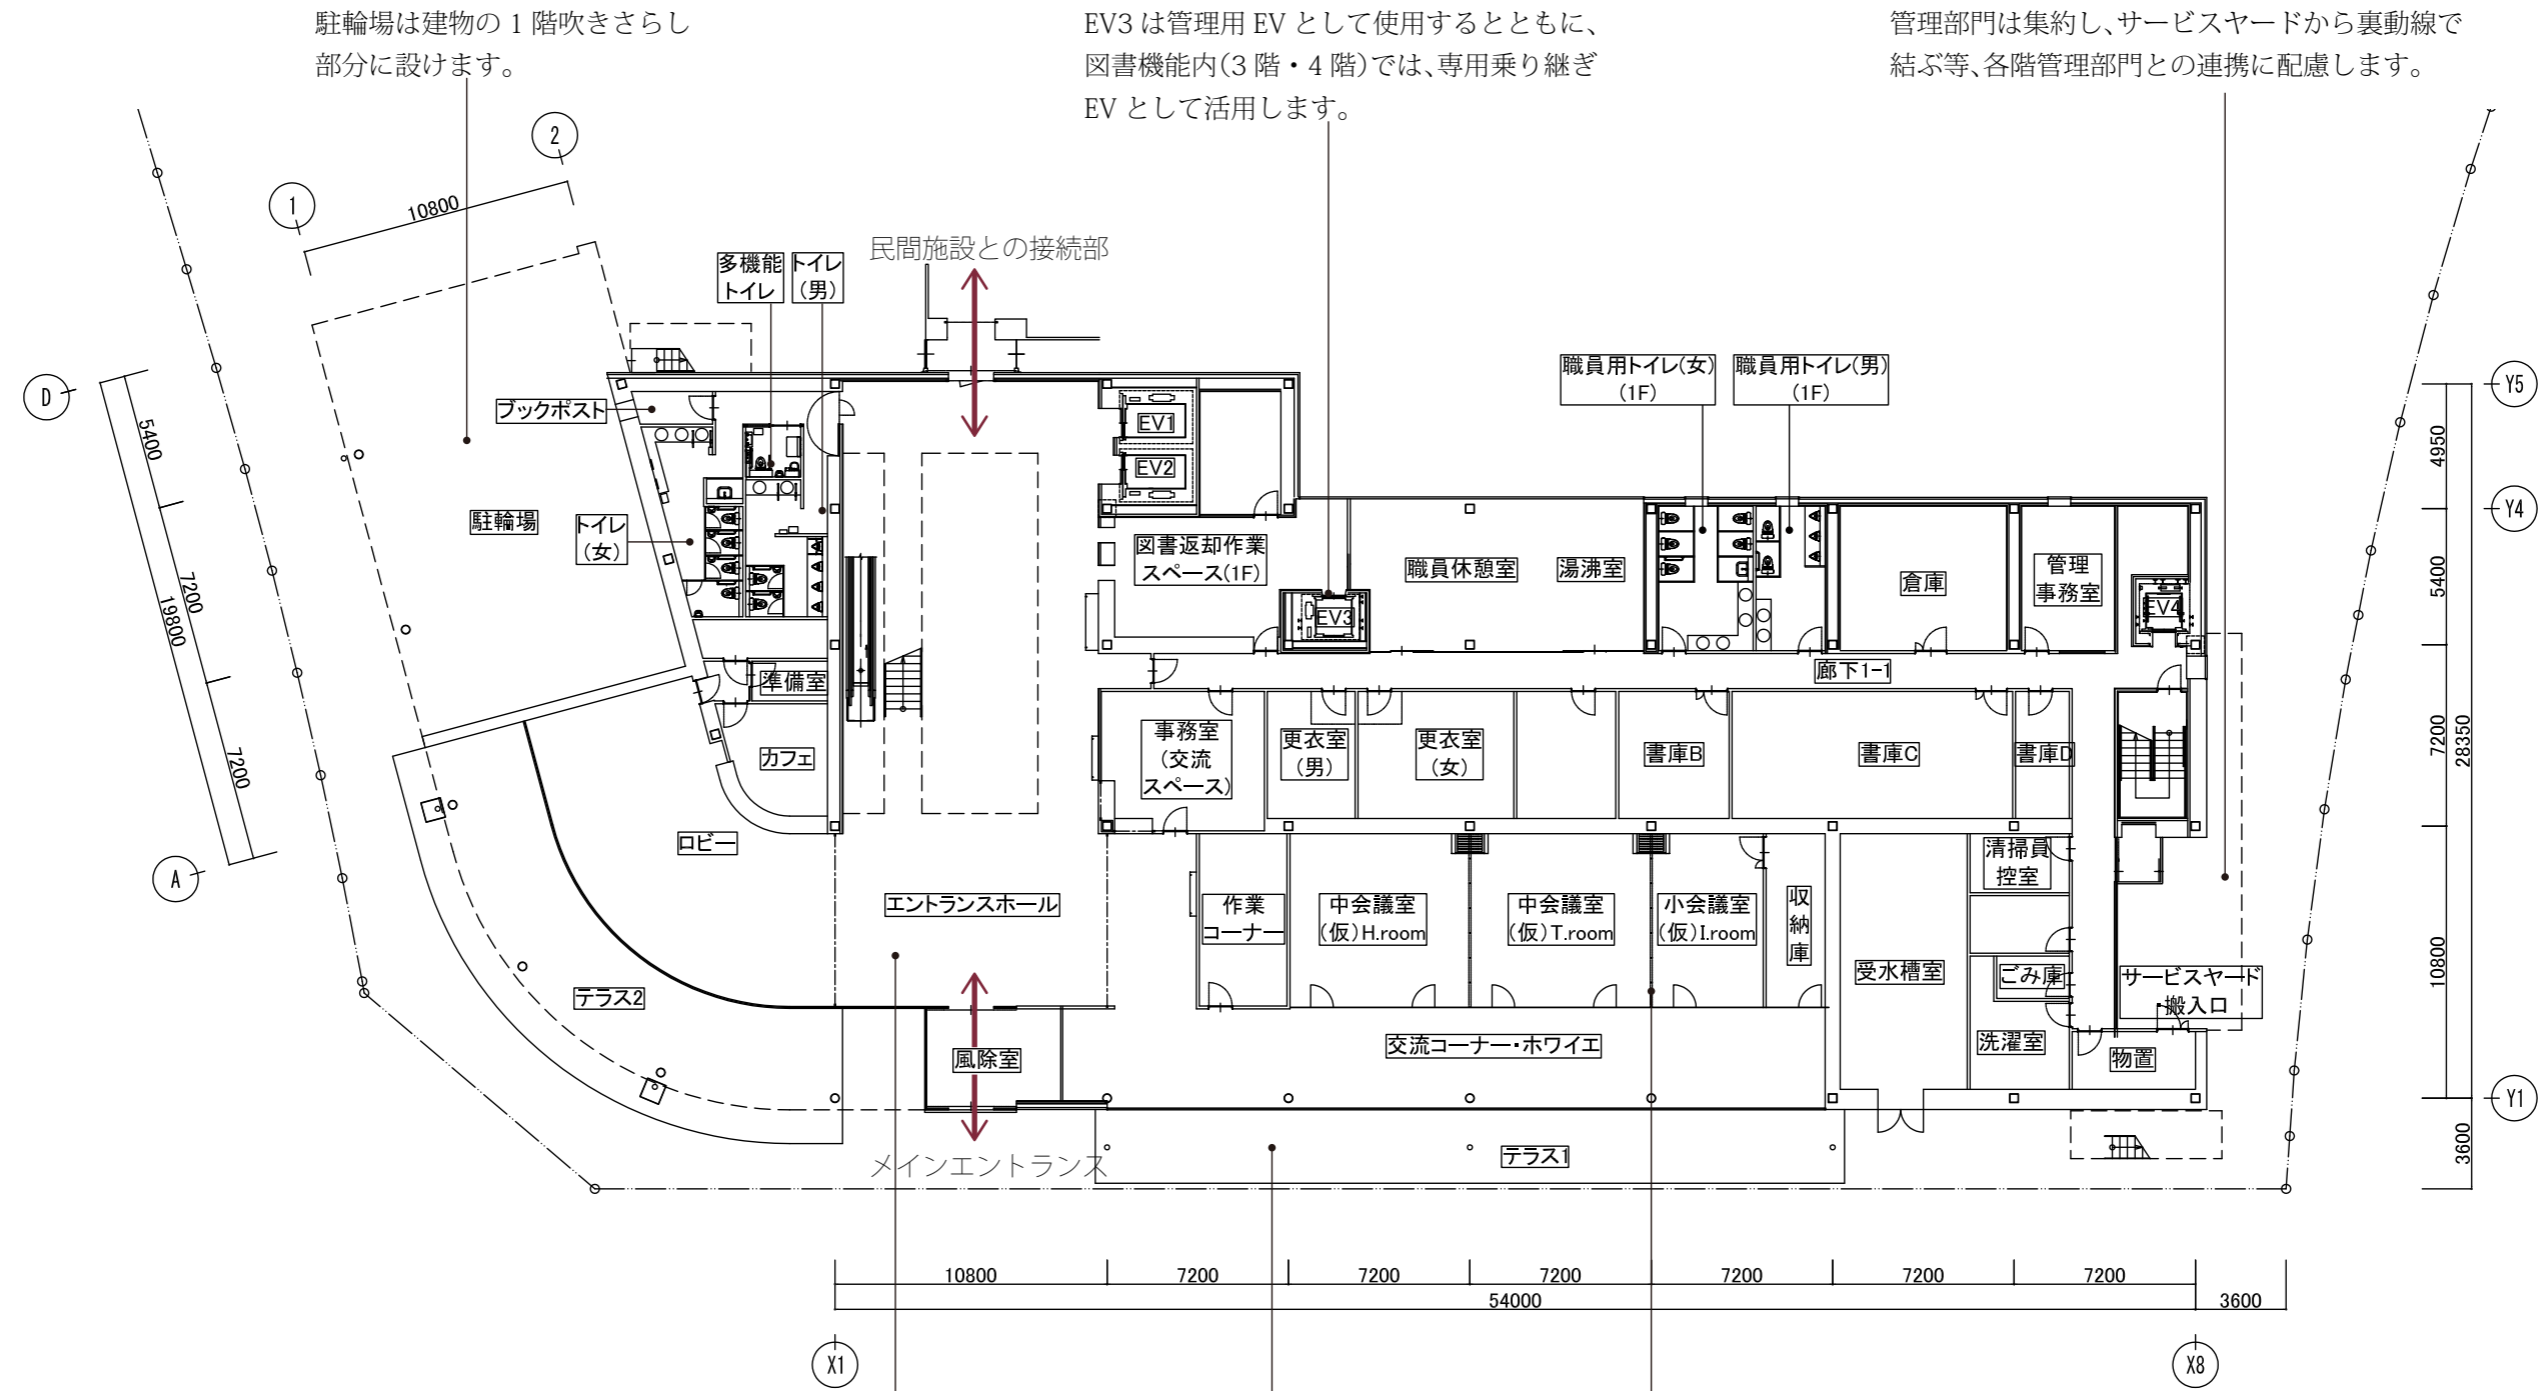 駐輪場は建物の 1 階吹きさらし
部分に設けます。
EV3 は管理用 EV として使用するとともに、
図書機能内(3 階・4 階)では、専用乗り継ぎ
EV として活用します。
管理部門は集約し、サービスヤードから裏動線で
結ぶ等、各階管理部門との連携に配慮します。
2
1
10800
民間施設との接続部
多機能
トイレ
トイレ
(男)
職員用トイレ(女)
(1F)
職員用トイレ(男)
(1F)
D
Y5
ブックポスト
EV1
EV2
5400
4950
Y4
駐輪場
トイレ
(女)
図書返却作業
スペース(1F)
職員休憩室
湯沸室
倉庫
管理
事務室
EV3
EV4
7200
19800
5400
廊下1-1
準備室
カフェ
事務室
(交流
スペース)
更衣室
(男)
更衣室
(女)
書庫B
書庫C
書庫D
7200
7200
28350
ロビー
A
エントランスホール
作業
コーナー
中会議室
(仮)H.room
中会議室
(仮)T.room
小会議室
(仮)I.room
収
納
庫
清掃員
控室
受水槽室
ごみ庫
サービスヤード
搬入口
10800
テラス2
風除室
交流コーナー・ホワイエ
洗濯室
物置
Y1
メインエントランス
テラス1
3600
10800
7200
7200
7200
7200
7200
7200
54000
3600
X1
X8